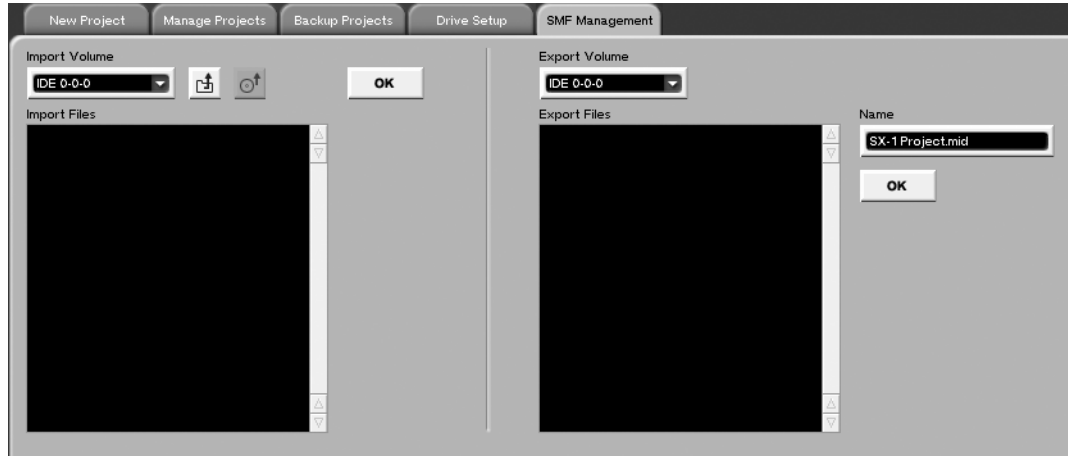 New Project Manage Projects Backup Projects Drive Setup SMF Management
Import Volume
IDE 0-0-0
OK
Import Files
Export Volume
IDE 0-0-0
Export Files
Name
SX-1 Project.mid
OK